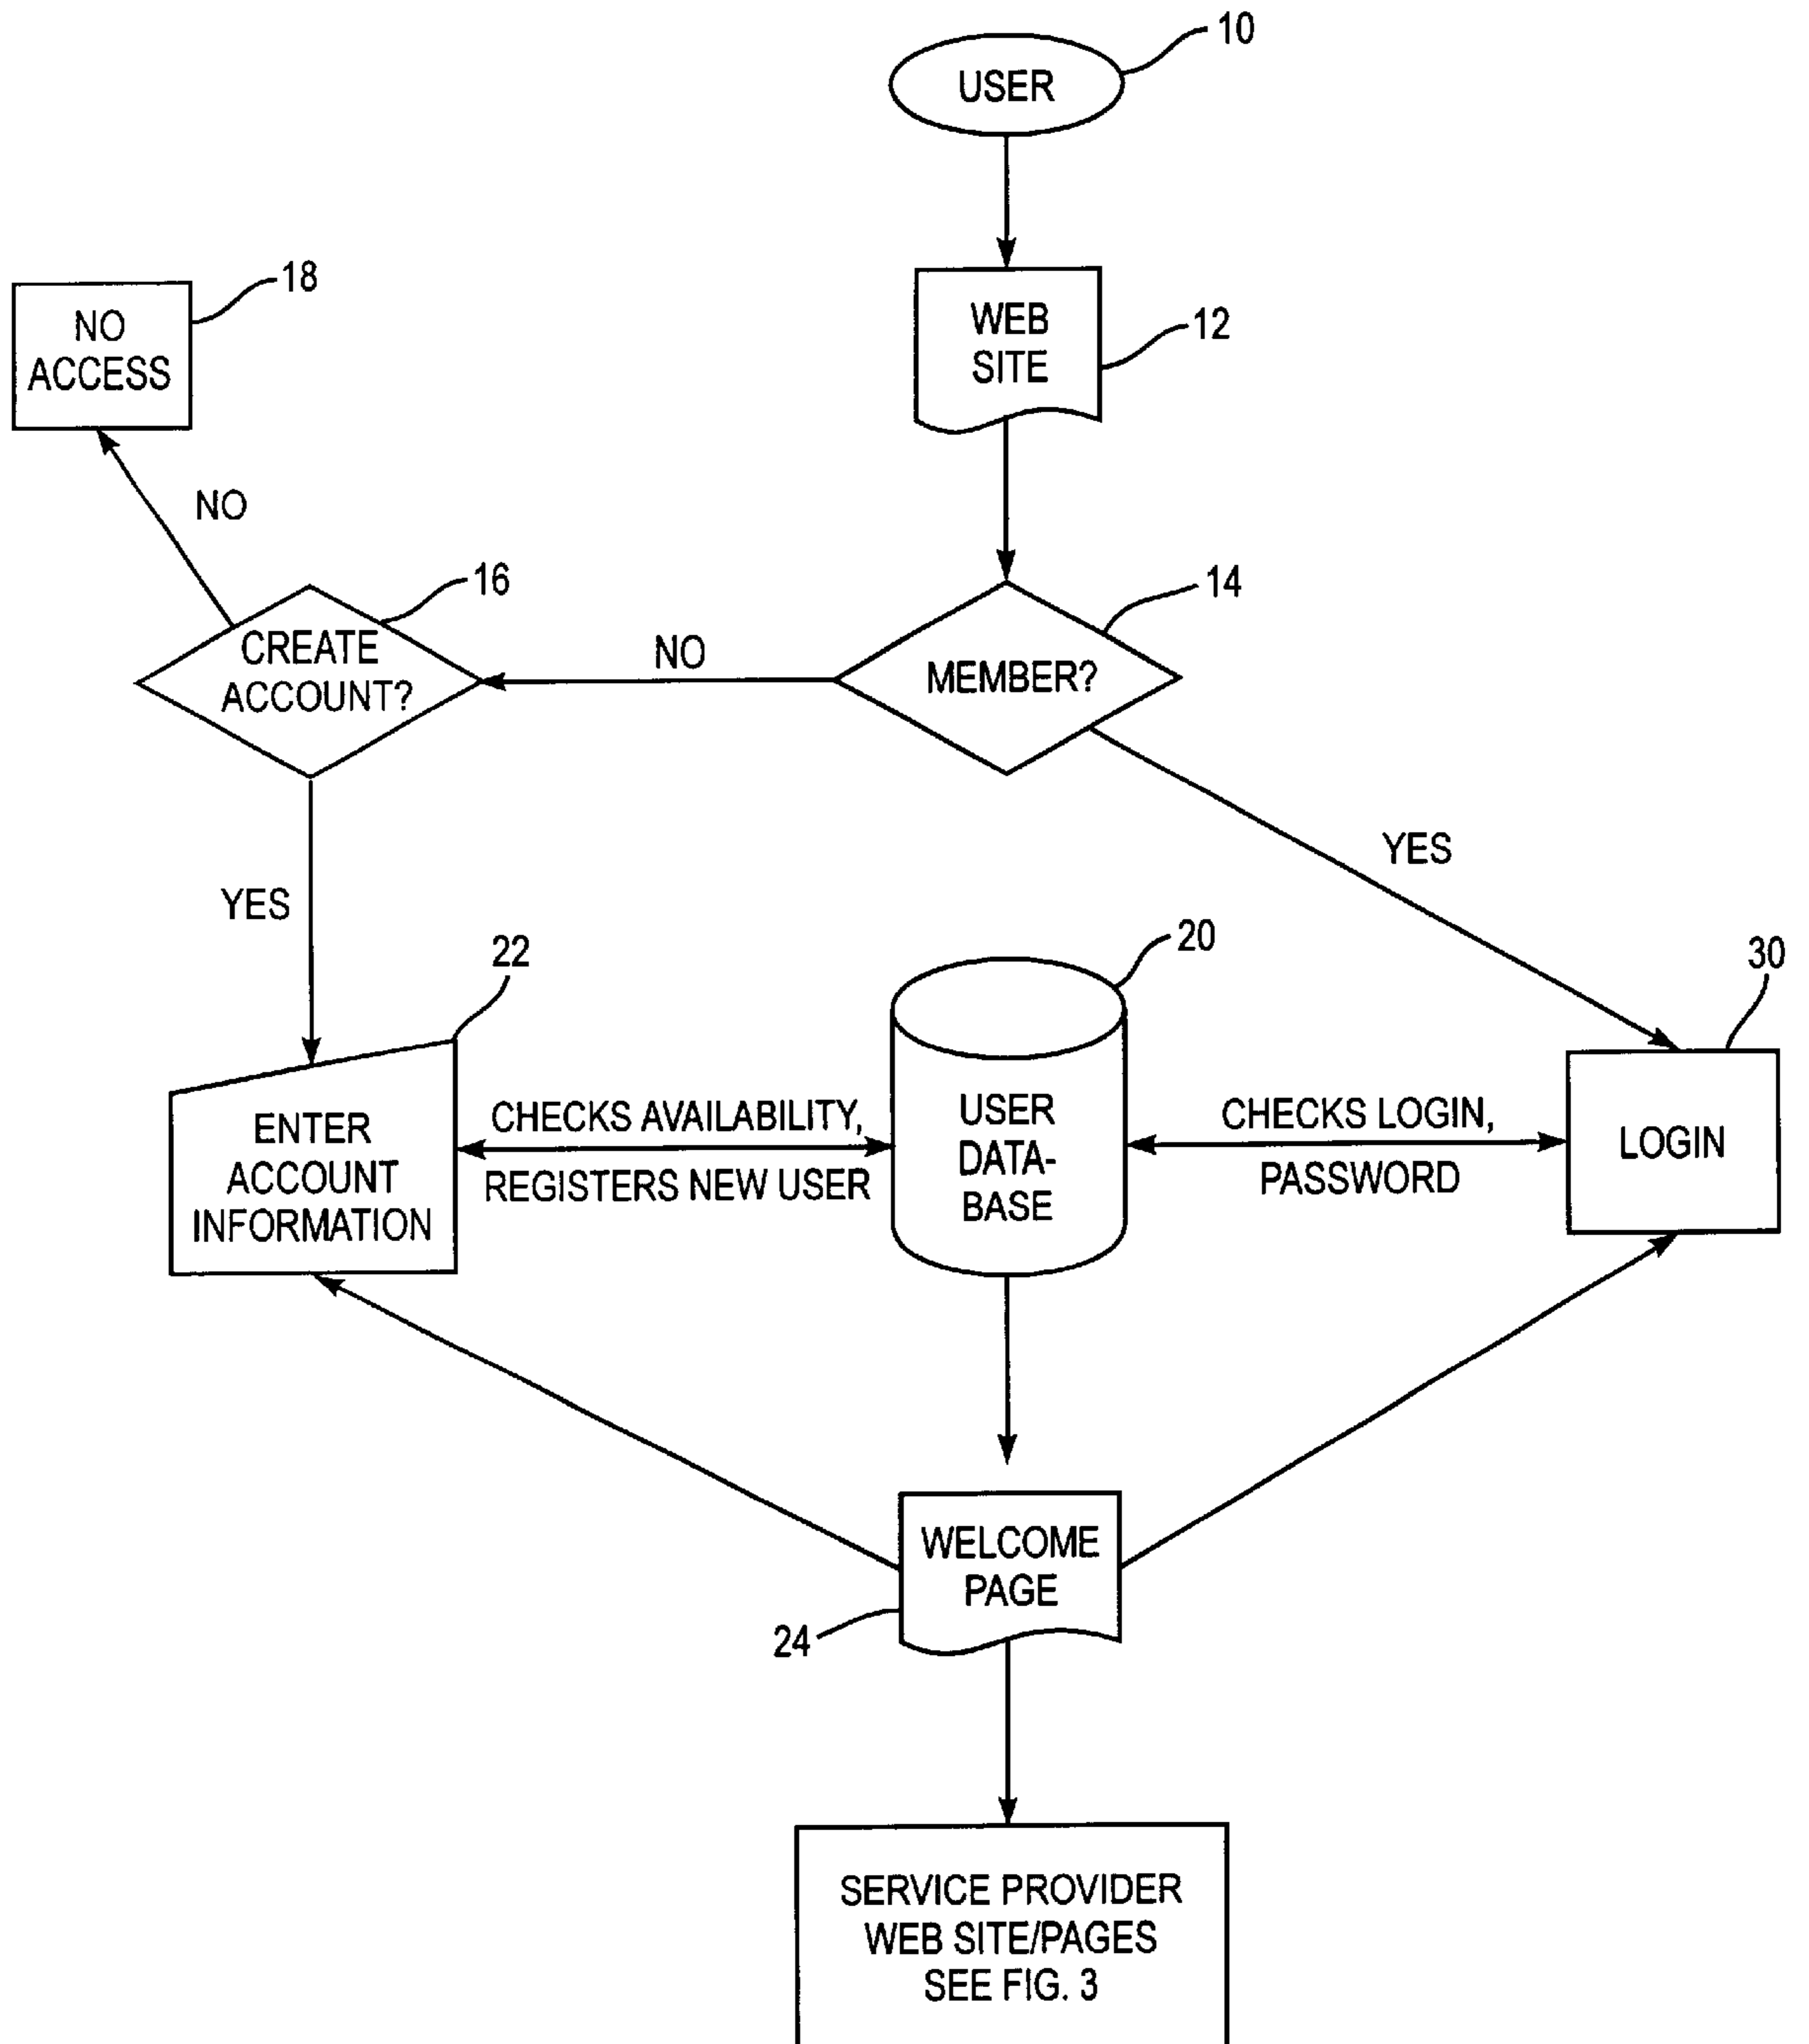 10
USER
18
NO
ACCESS
WEB
SITE
12
NO
16
CREATE
ACCOUNT?
NO
14
MEMBER?
YES
YES
22
20
30
ENTER
ACCOUNT
INFORMATION
CHECKS AVAILABILITY,
REGISTERS NEW USER
USER
DATA-
BASE
CHECKS LOGIN,
PASSWORD
LOGIN
WELCOME
PAGE
24
SERVICE PROVIDER
WEB SITE/PAGES
SEE FIG. 3